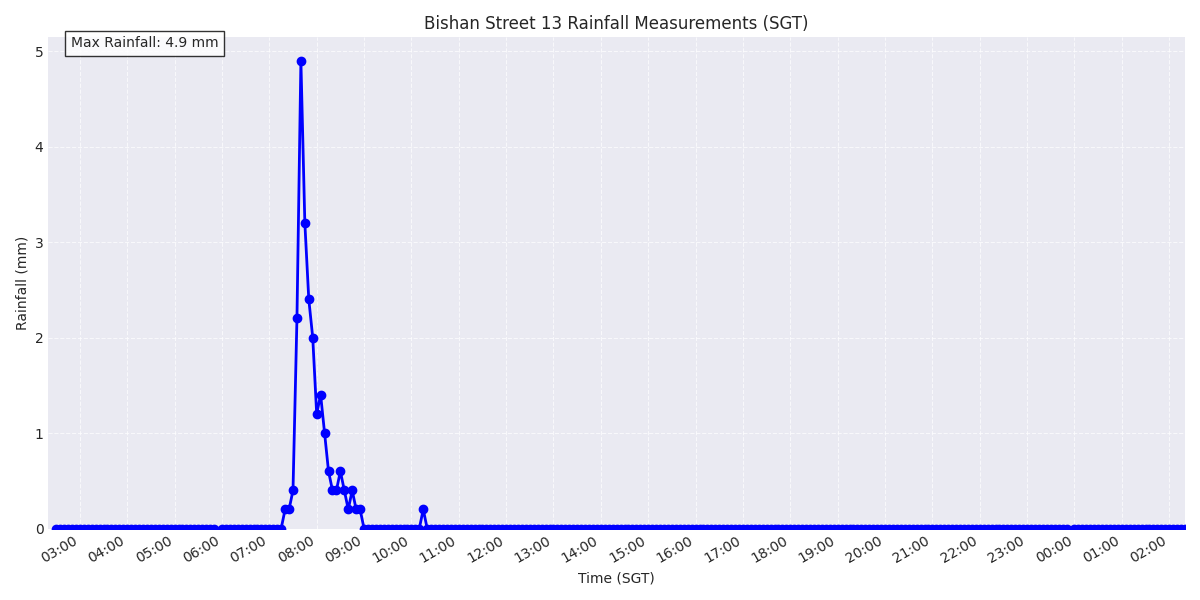 Bishan Street 13 Rainfall Measurements (SGT)
Max Rainfall: 4.9 mm
5
4
3
2
1
0
Rainfall (mm)
03:00 04:00 05:00 06:00 07:00 08:00 09:00 10:00 11:00 12:00 13:00 14:00 15:00 16:00 17:00 18:00 19:00 20:00 21:00 22:00 23:00 00:00 01:00 02:00
Time (SGT)